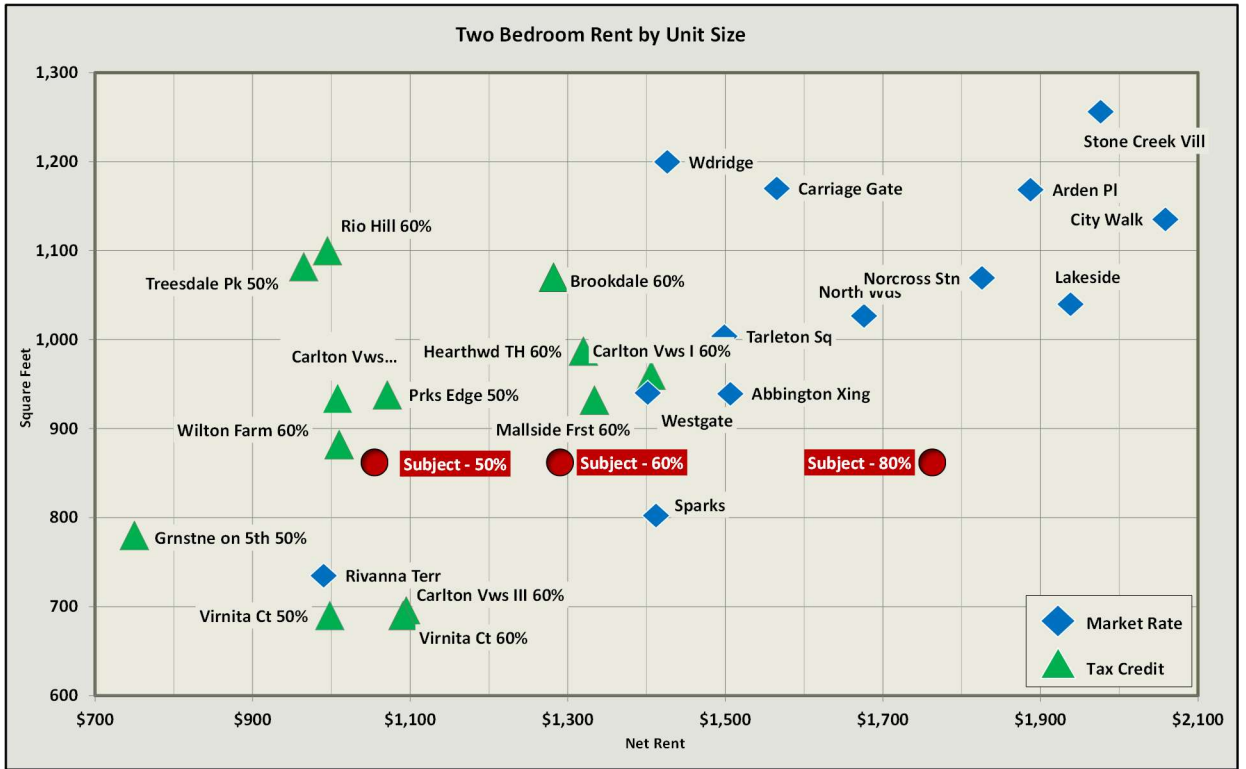 Two Bedroom Rent by Unit Size
1,300
Stone Creek Vill
1,200
Wdridge
Carriage Gate
Arden Pl
City Walk
Rio Hill 60%
1,100
Treesdale Pk 50%
Brookdale 60%
Norcross Stn
Lakeside
North Wds
1,000
Tarleton Sq
Carlton Vws...
Hearthwd TH 60%
Carlton Vws I 60%
Prks Edge 50%
Abbington Xing
900
Wilton Farm 60%
Mallside Frst 60%
Westgate
Subject - 50%
Subject - 60%
Subject - 80%
800
Sparks
Grnstne on 5th 50%
Rivanna Terr
700
Virnita Ct 50%
Carlton Vws III 60%
Virnita Ct 60%
Market Rate
Tax Credit
600
Square Feet
$700 $900 $1,100 $1,300 $1,500 $1,700 $1,900 $2,100
Net Rent